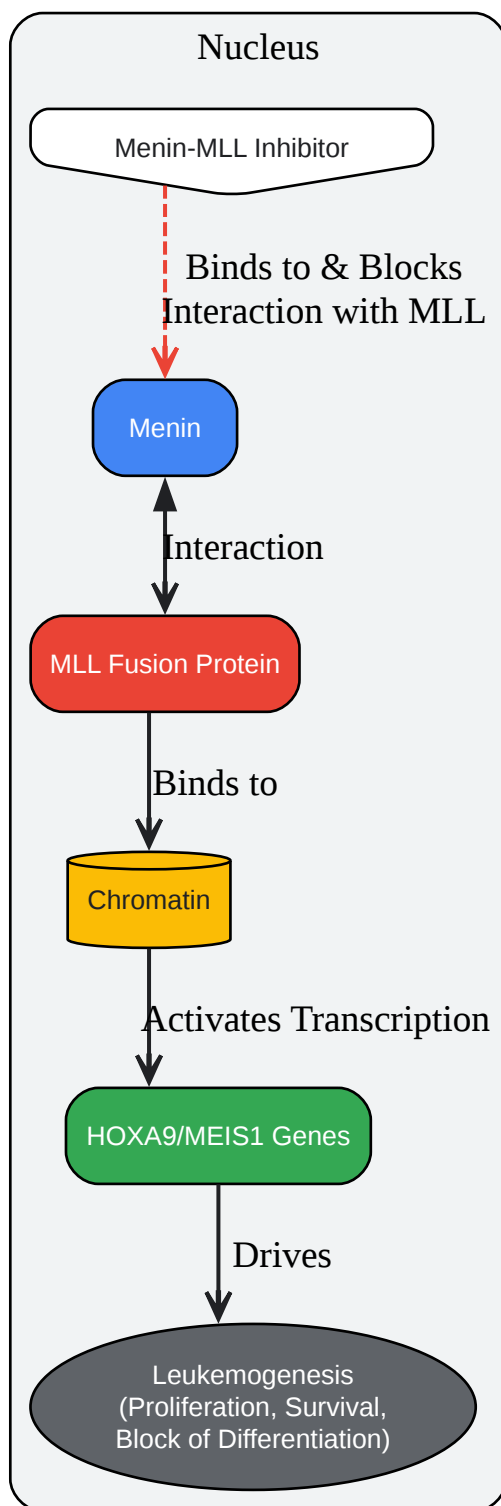 Nucleus
Menin-MLL Inhibitor
Binds to & Blocks
Interaction with MLL
Menin
Interaction
MLL Fusion Protein
Binds to
Chromatin
Activates Transcription
HOXA9/MEIS1 Genes
Drives
Leukemogenesis
(Proliferation, Survival,
Block of Differentiation)